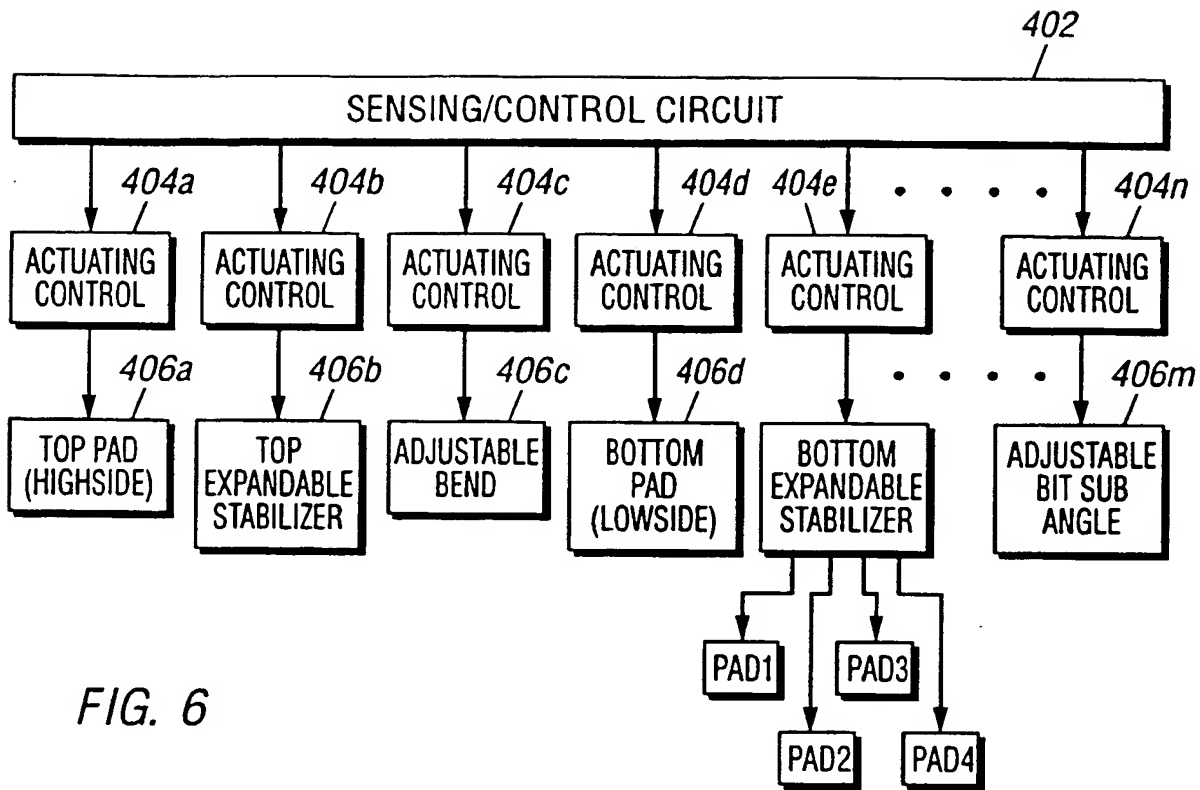 402
SENSING/CONTROL CIRCUIT
404a
404b
404c
404d
404e
404n
ACTUATING
CONTROL
ACTUATING
CONTROL
ACTUATING
CONTROL
ACTUATING
CONTROL
ACTUATING
CONTROL
ACTUATING
CONTROL
406a
406b
406c
406d
406m
TOP PAD
(HIGHSIDE)
TOP
EXPANDABLE
STABILIZER
ADJUSTABLE
BEND
BOTTOM
PAD
(LOWSIDE)
BOTTOM
EXPANDABLE
STABILIZER
ADJUSTABLE
BIT SUB
ANGLE
PAD1
PAD3
PAD2
PAD4
FIG. 6